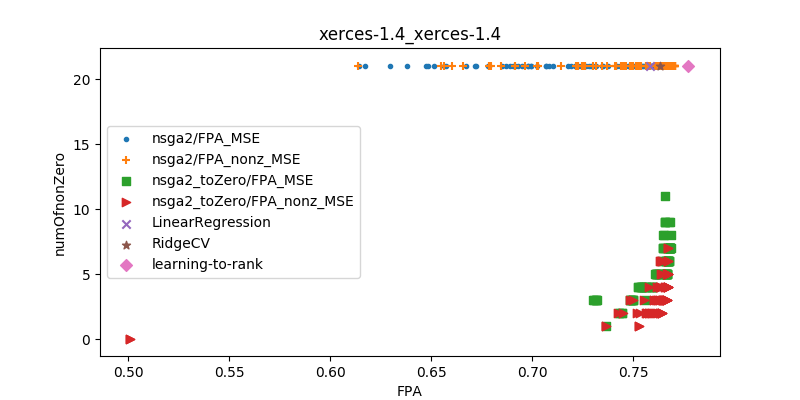 xerces-1.4_xerces-1.4
numOfnonZero
20
15
10
5
0
nsga2/FPA_MSE
nsga2/FPA_nonz_MSE
nsga2_toZero/FPA_MSE
nsga2_toZero/FPA_nonz_MSE
LinearRegression
RidgeCV
learning-to-rank
0.50 0.55 0.60 0.65 0.70 0.75
FPA